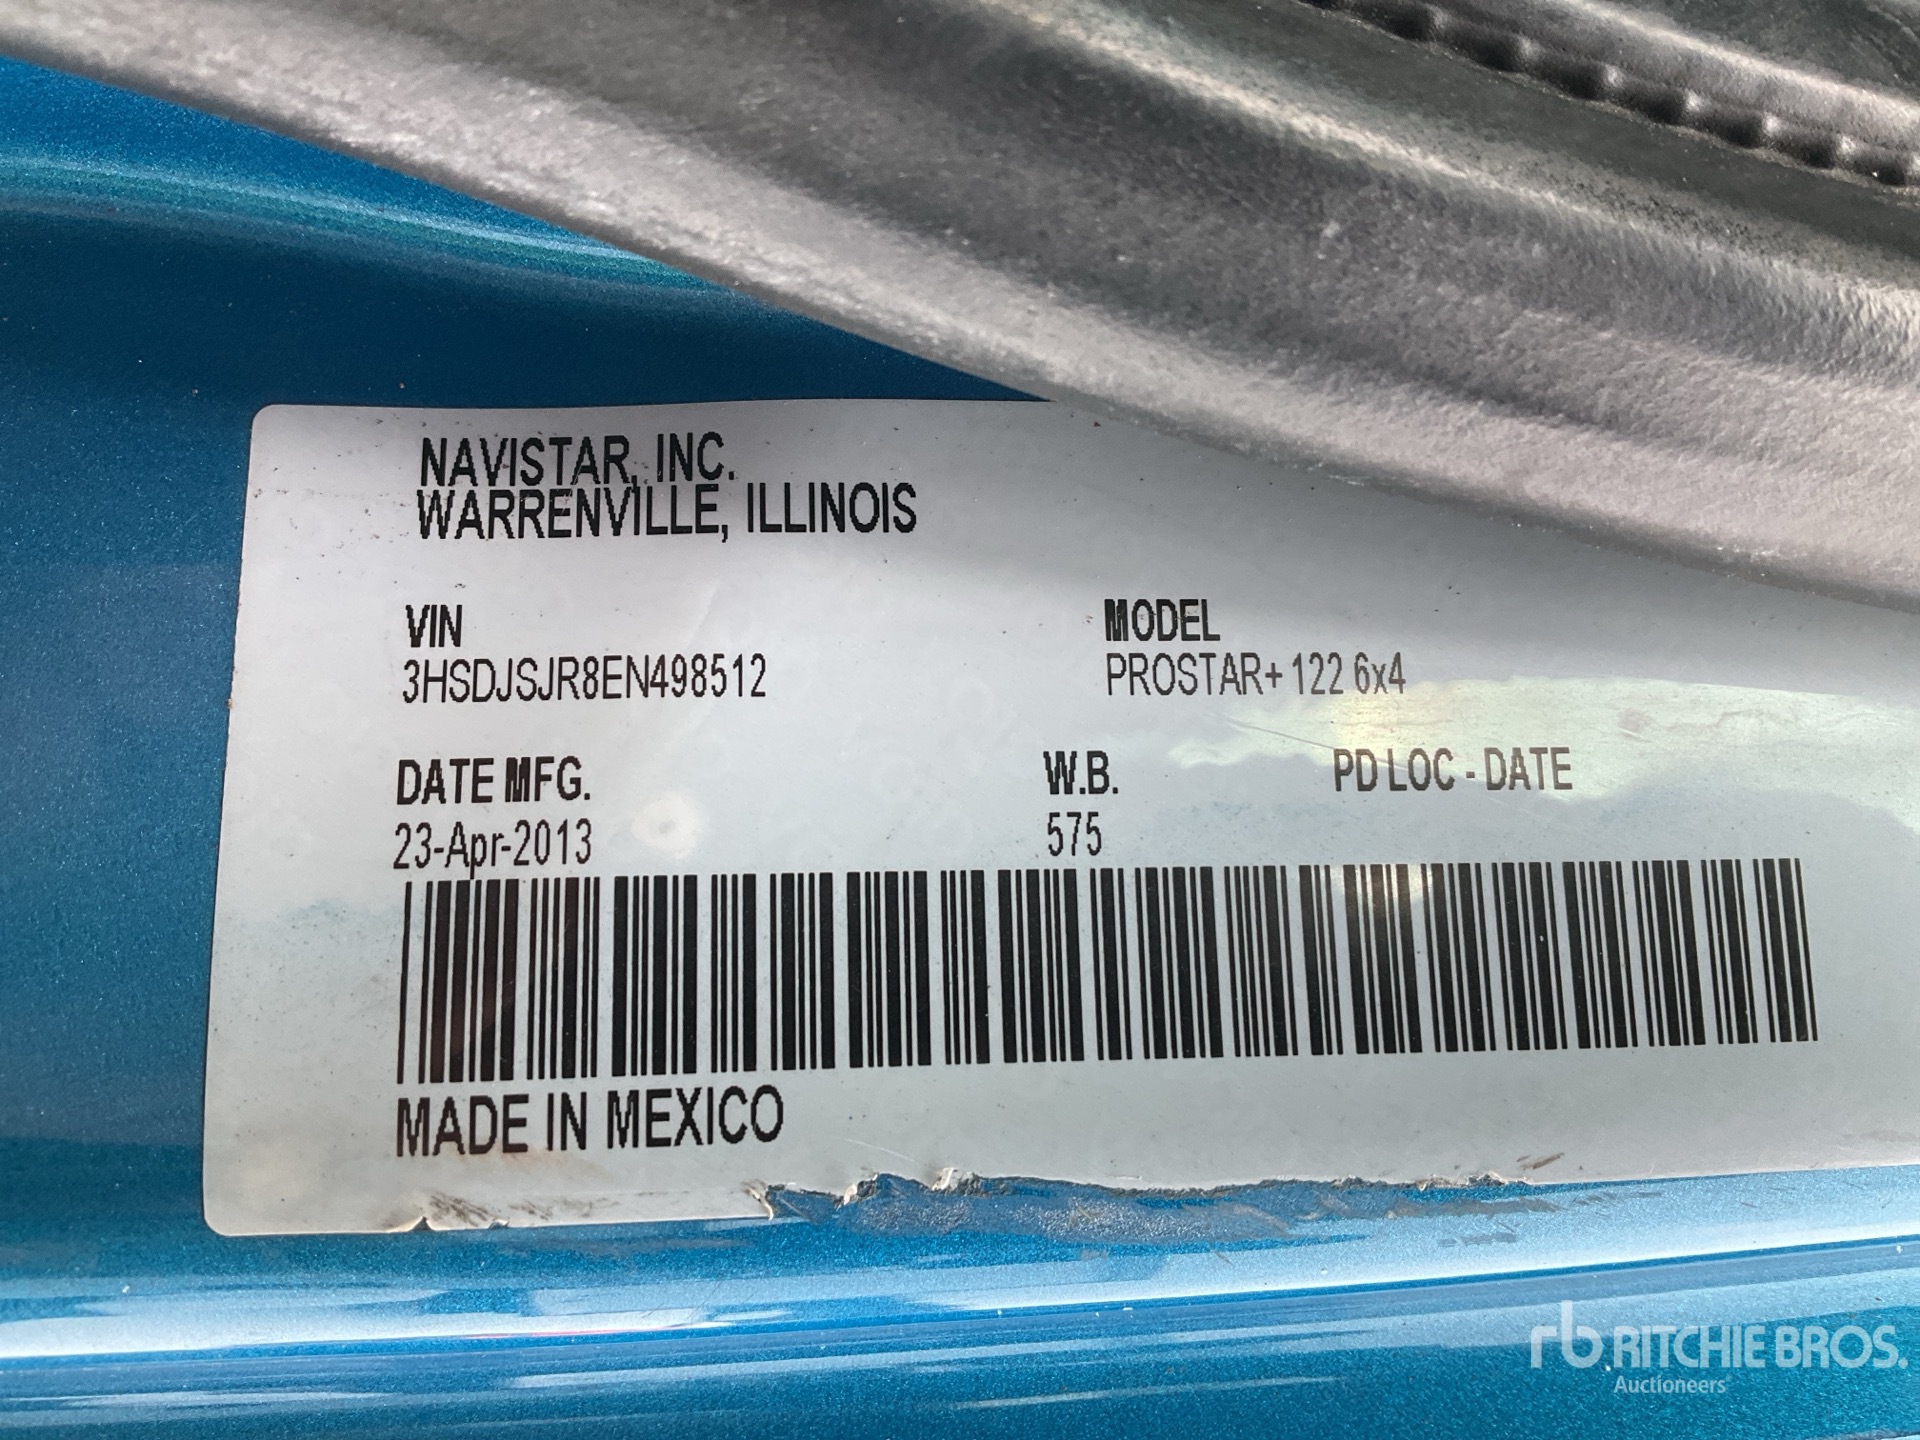 NAVISTAR, INC.
WARRENVILLE, ILLINOIS
VIN
3HSDJSJR8EN498512
MODEL
PROSTAR+ 122 6x4
DATE MFG.
23-Apr-2013
W.B.
575
PD LOC - DATE
MADE IN MEXICO
rb RITCHIE BROS.
Auctioneers